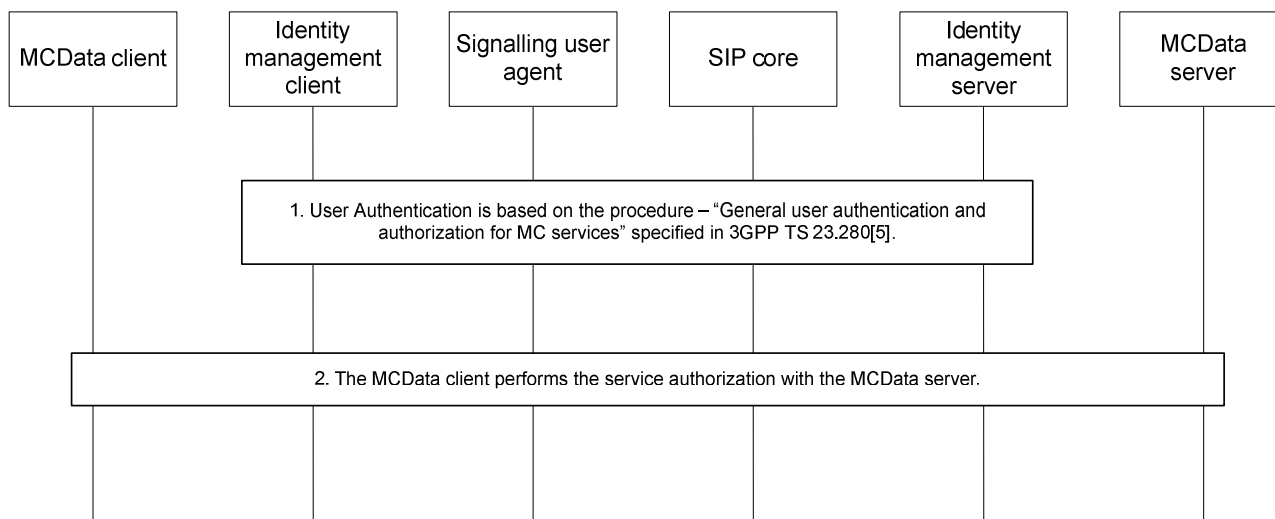 MCData client
Identity
management
client
Signalling user
agent
SIP core
Identity
management
server
MCData
server
1. User Authentication is based on the procedure – “General user authentication and
authorization for MC services” specified in 3GPP TS 23.280[5].
2. The MCData client performs the service authorization with the MCData server.